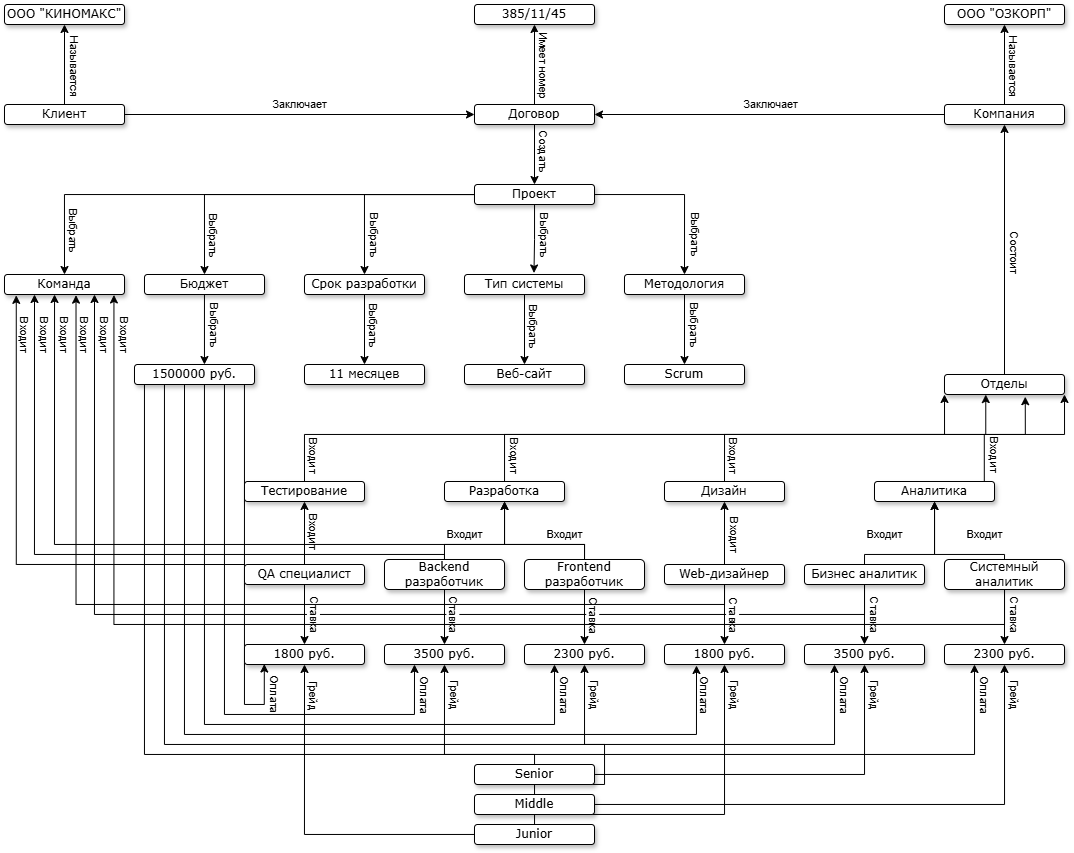 ООО "КИНОМАКС"
385/11/45
ООО "ОЗКОРП"
Называется
Имеет номер
Называется
Клиент
Заключает
Договор
Заключает
Компания
Создать
Проект
Выбрать
Выбрать
Выбрать
Выбрать
Выбрать
Состоит
Команда
Бюджет
Срок разработки
Тип системы
Методология
Входит
Входит
Входит
Входит
Входит
Входит
Выбрать
Выбрать
Выбрать
Выбрать
1500000 руб.
11 месяцев
Веб-сайт
Scrum
Отделы
Входит
Входит
Входит
Входит
Тестирование
Разработка
Дизайн
Аналитика
Входит
Входит
Входит
Входит
Входит
Входит
QA специалист
Backend
разработчик
Frontend
разработчик
Web-дизайнер
Бизнес аналитик
Системный
аналитик
Ставка
Ставка
Ставка
Ставка
Ставка
Ставка
1800 руб.
3500 руб.
2300 руб.
1800 руб.
3500 руб.
2300 руб.
Оплата
Грейд
Оплата
Грейд
Оплата
Грейд
Оплата
Грейд
Оплата
Грейд
Оплата
Грейд
Senior
Middle
Junior